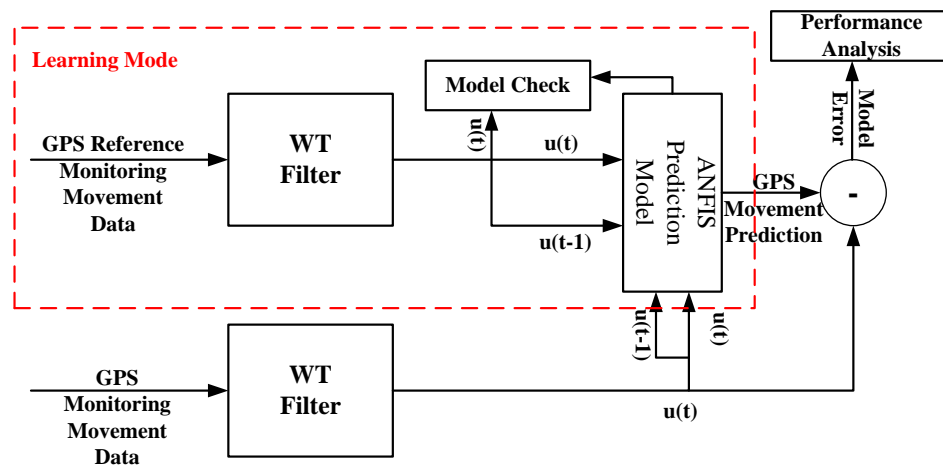 Performance
Analysis
Learning Mode
Model Check
Model
Error
GPS Reference
Monitoring
Movement
Data
WT
Filter
u(t)
u(t)
u(t-1)
ANFIS
Prediction
Model
GPS
Movement
Prediction
-
u(t-1)
u(t)
GPS
Monitoring
Movement
Data
WT
Filter
u(t)